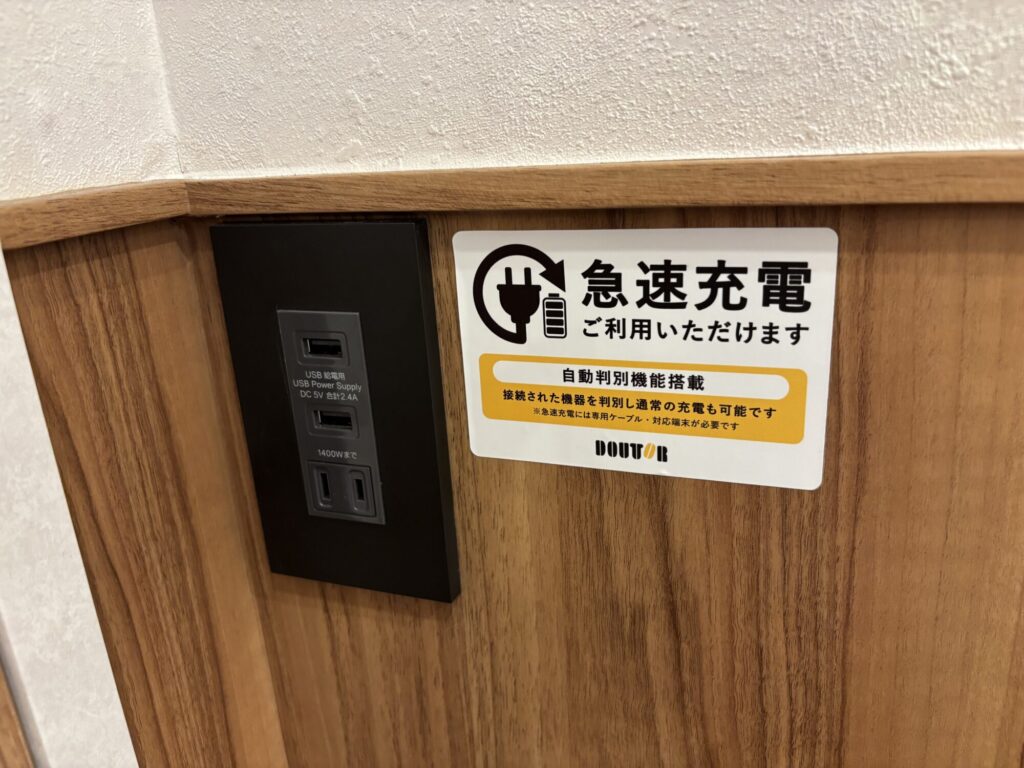 USB 給電用
USB Power Supply
DC 5V 合計2.4A
1400Wまで
急速充電
ご利用いただけます
自動判別機能搭載
接続された機器を判別し通常の充電も可能です
※急速充電には専用ケーブル・対応端末が必要です
DOUTOR